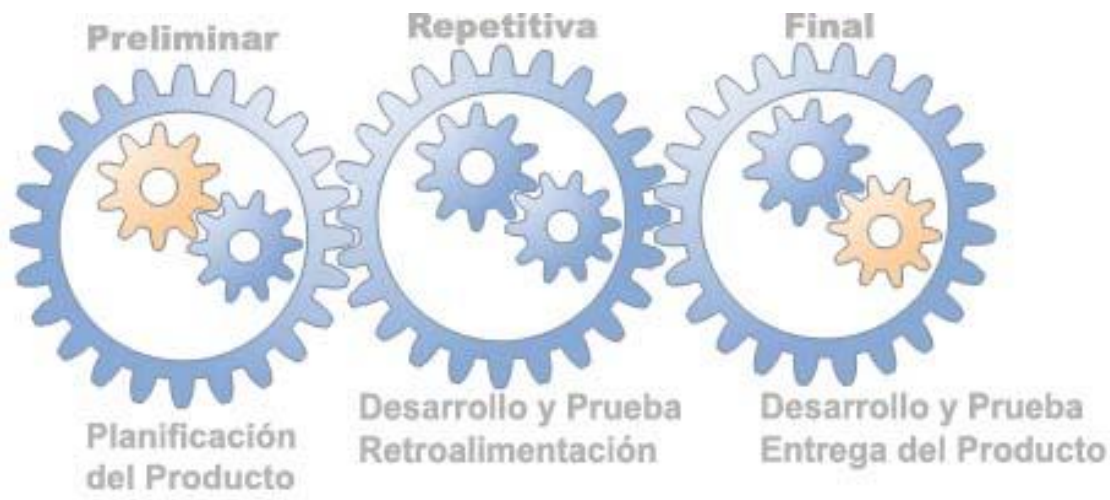 Preliminar
Planificación
del Producto
Repetitiva
Desarrollo y Prueba
Retroalimentación
Final
Desarrollo y Prueba
Entrega del Producto